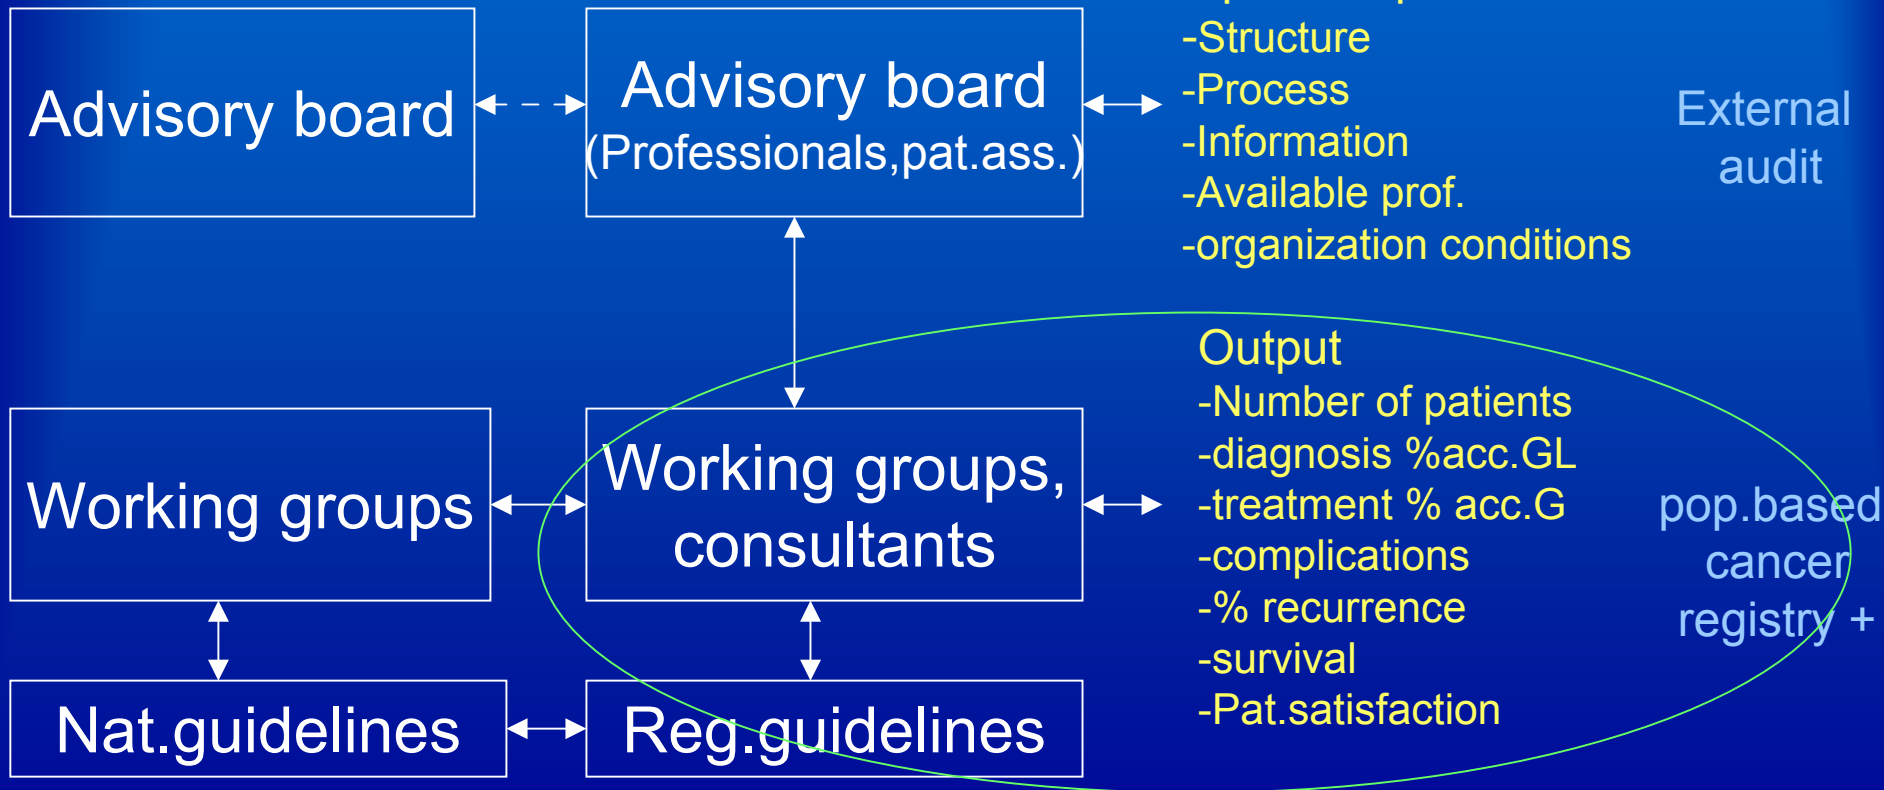 Advisory board
Advisory board
(Professionals,pat.ass.)
-Structure
-Process
-Information
-Available prof.
-organization conditions
External
audit
Working groups
Working groups,
consultants
Output
-Number of patients
-diagnosis %acc.GL
-treatment % acc.G
-complications
-% recurrence
-survival
-Pat.satisfaction
pop.based
cancer
registry +
Nat.guidelines
Reg.guidelines